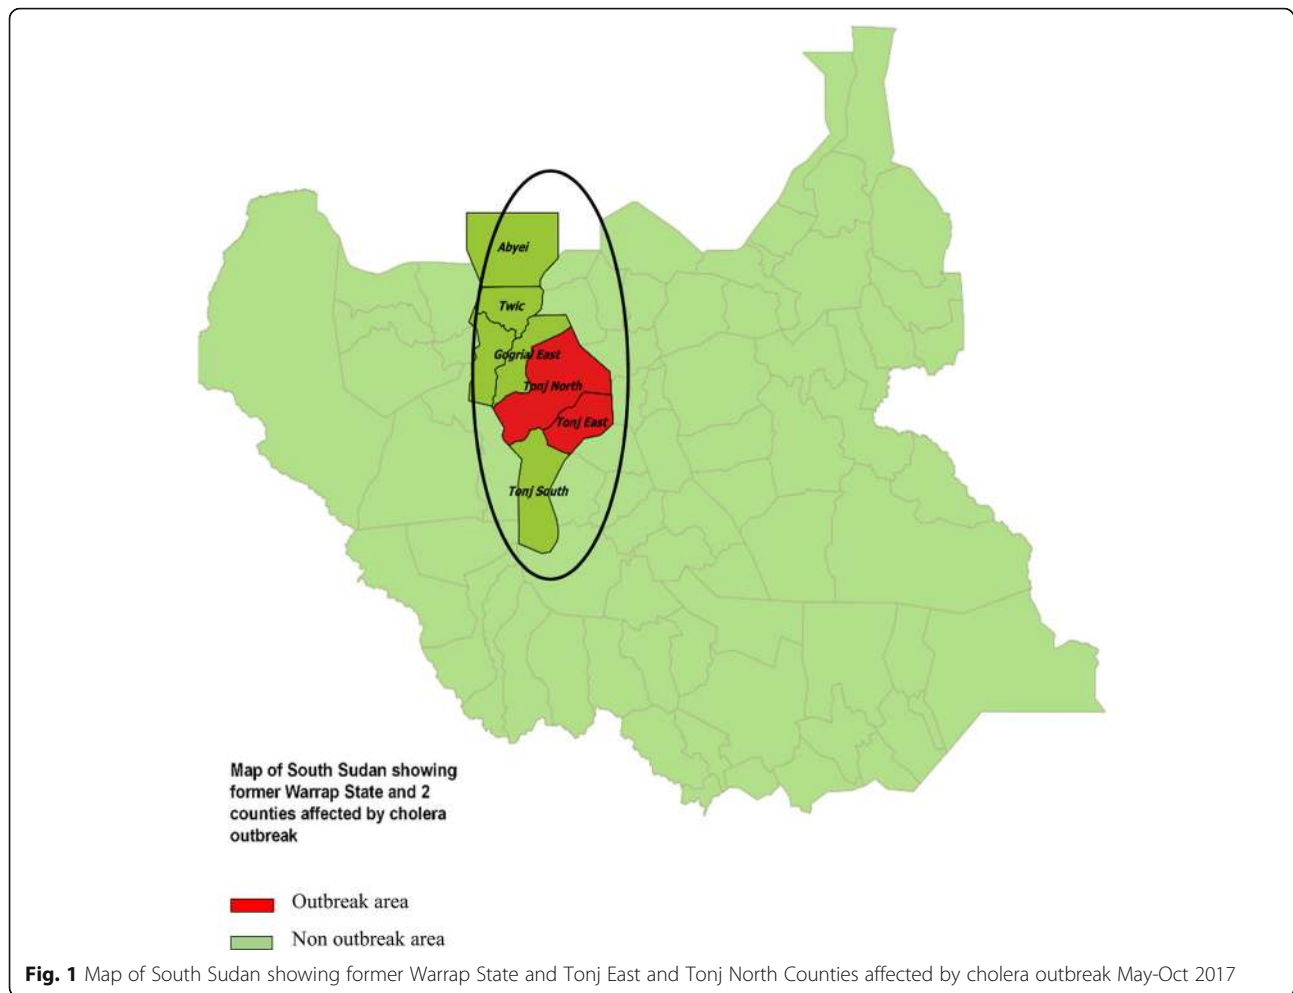 Abyei
Twic
Gogrial East
Tonj North
Tonj East
Tonj South
Map of South Sudan showing
former Warrap State and 2
counties affected by cholera
outbreak
Outbreak area
Non outbreak area
Fig. 1 Map of South Sudan showing former Warrap State and Tonj East and Tonj North Counties affected by cholera outbreak May-Oct 2017